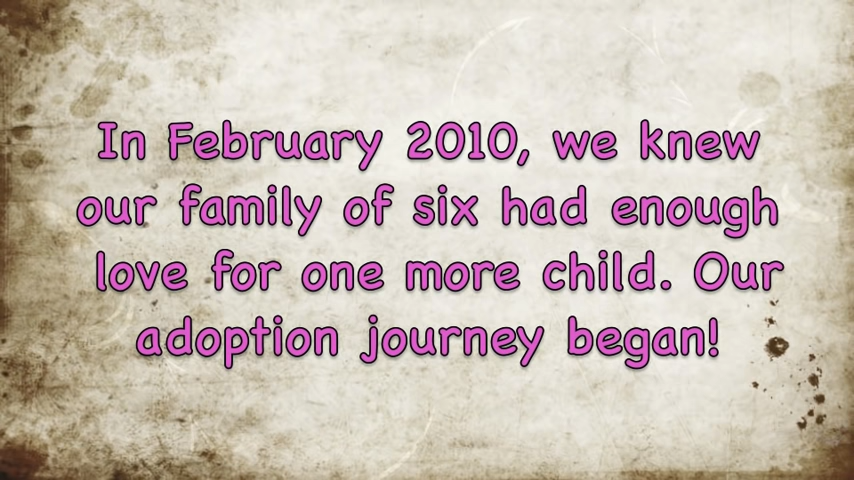 In February 2010, we knew
our family of six had enough
love for one more child. Our
adoption journey began!